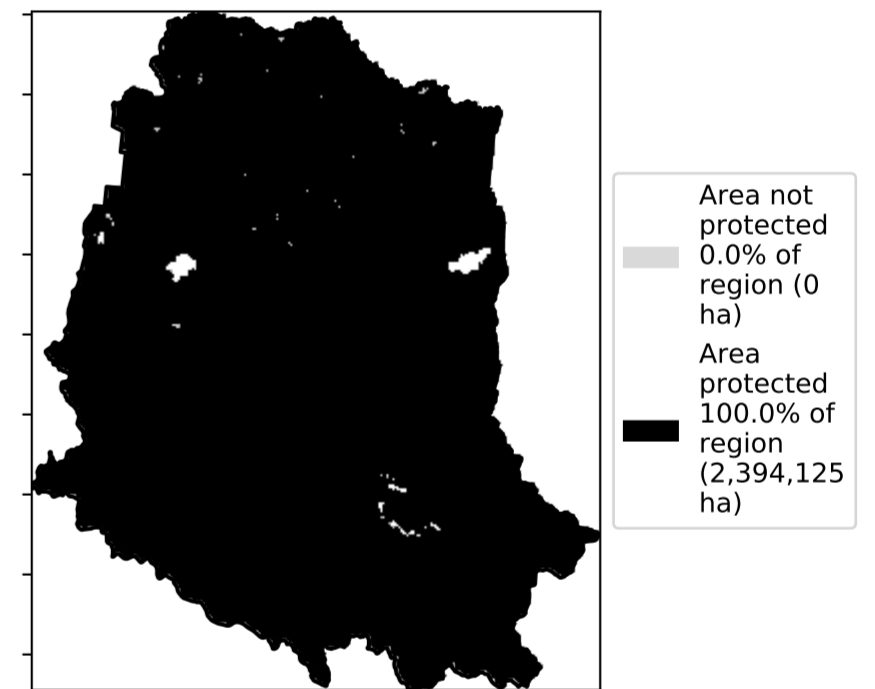 Area not
protected
0.0% of
region (0
ha)
Area
protected
100.0% of
region
(2,394,125
ha)